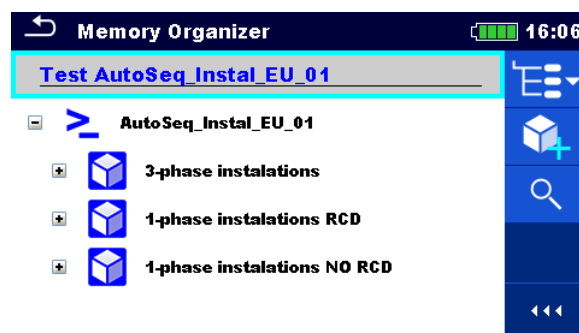 Memory Organizer
16:06
Test AutoSeq_Instal_EU_01
AutoSeq_Instal_EU_01
3-phase instalations
1-phase instalations RCD
1-phase instalations NO RCD